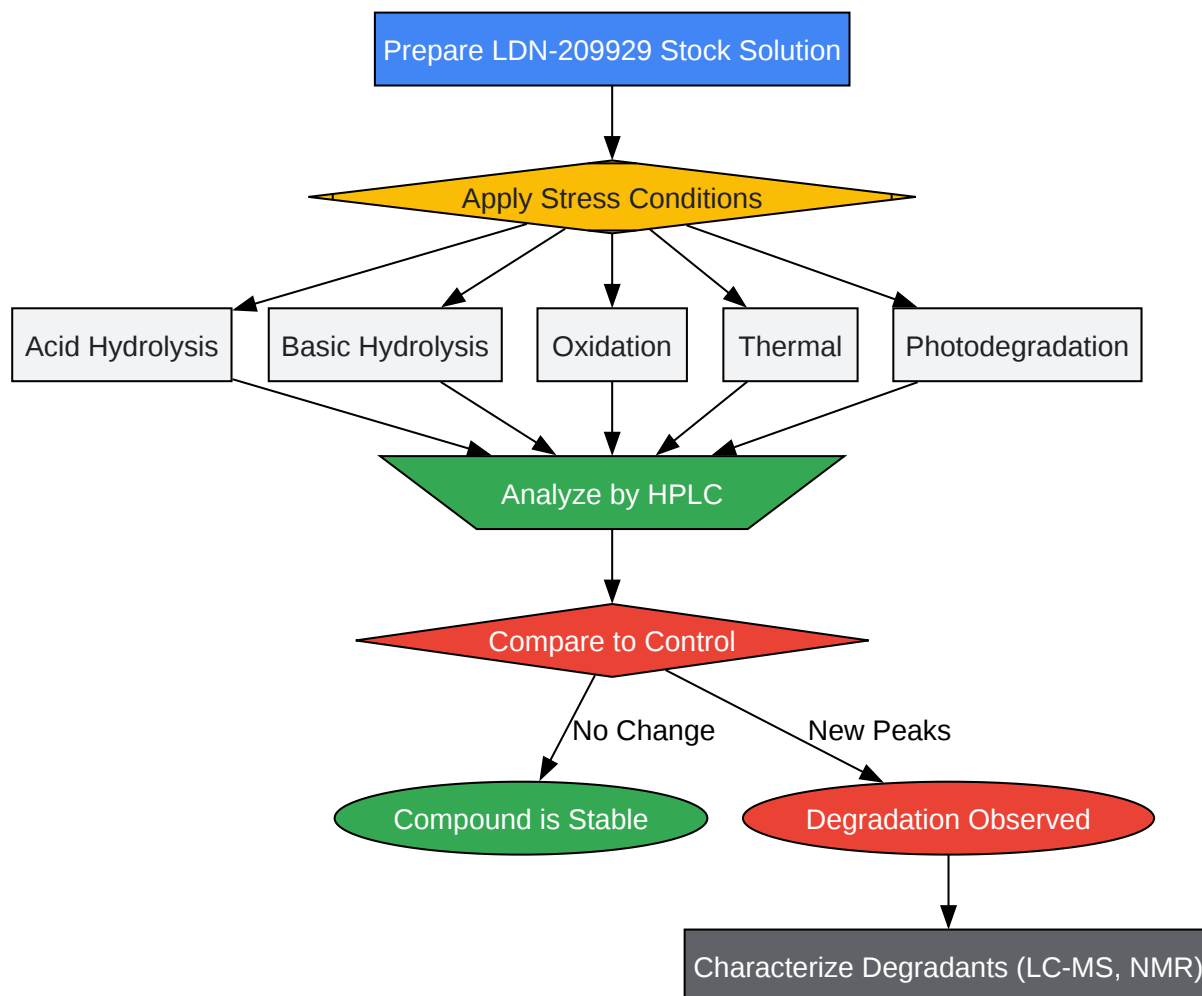 Prepare LDN-209929 Stock Solution
Apply Stress Conditions
Acid Hydrolysis
Basic Hydrolysis
Oxidation
Thermal
Photodegradation
Analyze by HPLC
Compare to Control
No Change
New Peaks
Compound is Stable
Degradation Observed
Characterize Degradants (LC-MS, NMR)